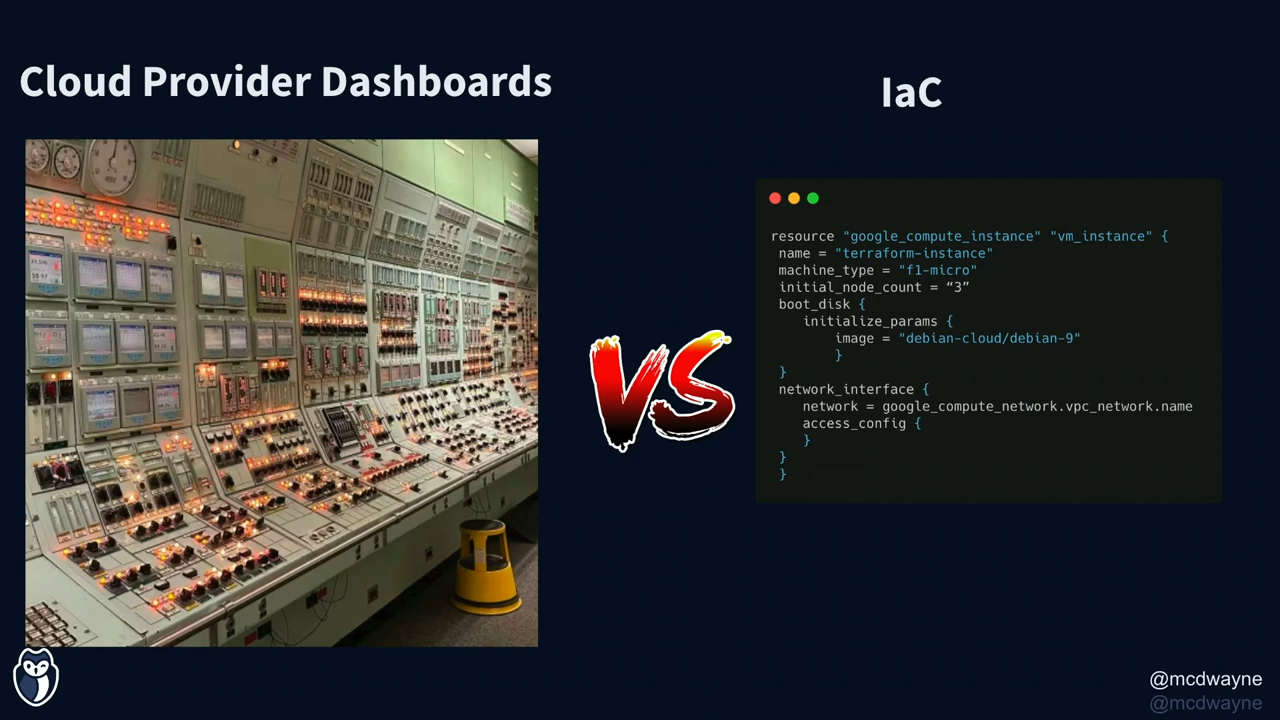 Cloud Provider Dashboards
IaC
VS
resource "google_compute_instance" "vm_instance" {
name = "terraform-instance"
machine_type = "f1-micro"
initial_node_count = “3”
boot_disk {
initialize_params {
image = "debian-cloud/debian-9"
}
}
network_interface {
network = google_compute_network.vpc_network.name
access_config {
}
}
}
@mcdwayne
@mcdwayne